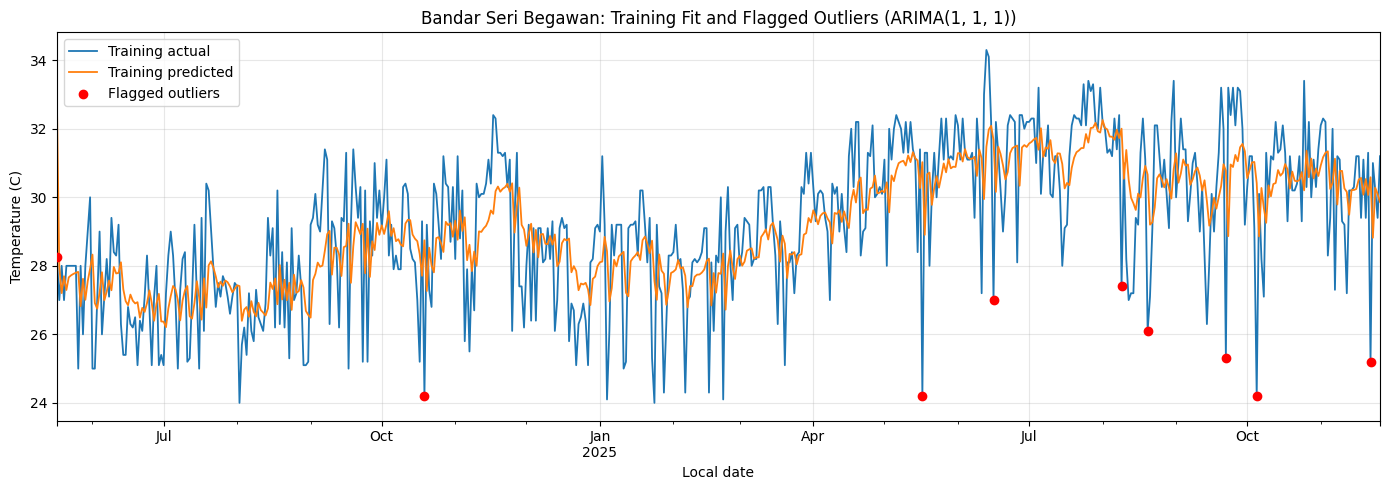 Bandar Seri Begawan: Training Fit and Flagged Outliers (ARIMA(1, 1, 1))
Training actual
Training predicted
Flagged outliers
Temperature (C)
34
32
30
28
26
24
Jul
Oct
Jan
2025
Apr
Jul
Oct
Local date